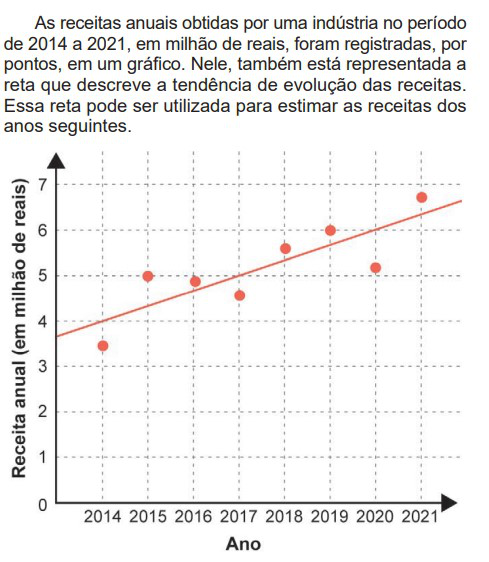 As receitas anuais obtidas por uma indústria no período
de 2014 a 2021, em milhão de reais, foram registradas, por
pontos, em um gráfico. Nele, também está representada a
reta que descreve a tendência de evolução das receitas.
Essa reta pode ser utilizada para estimar as receitas dos
anos seguintes.
Receita anual (em milhão de reais)
7
6
5
4
3
2
1
0
2014 2015 2016 2017 2018 2019 2020 2021
Ano